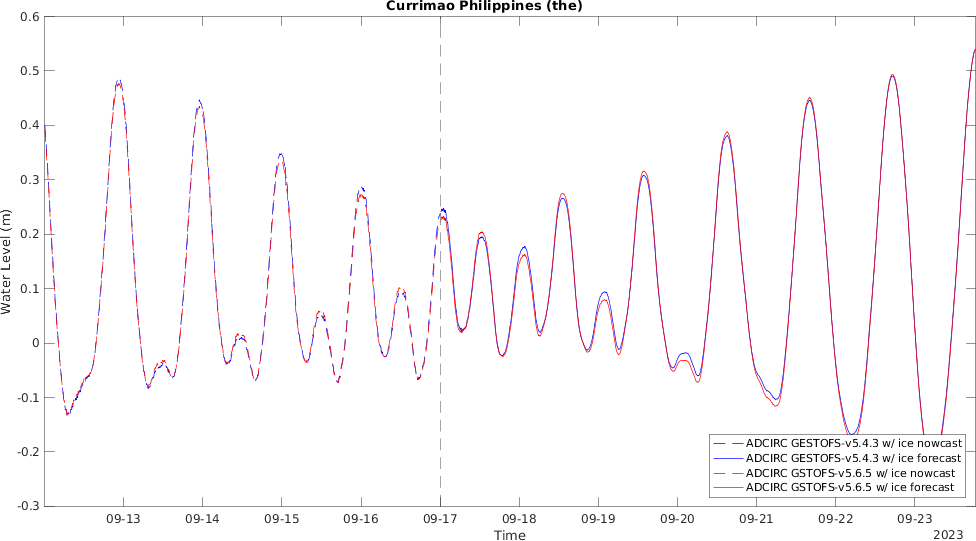 Currimao Philippines (the)
0.6
0.5
0.4
0.3
0.2
0.1
0
-0.1
-0.2
-0.3
Water Level (m)
ADCIRC GESTOFS-v5.4.3 w/ ice nowcast
ADCIRC GESTOFS-v5.4.3 w/ ice forecast
ADCIRC GSTOFS-v5.6.5 w/ ice nowcast
ADCIRC GSTOFS-v5.6.5 w/ ice forecast
09-13 09-14 09-15 09-16 09-17 09-18 09-19 09-20 09-21 09-22 09-23
Time
2023